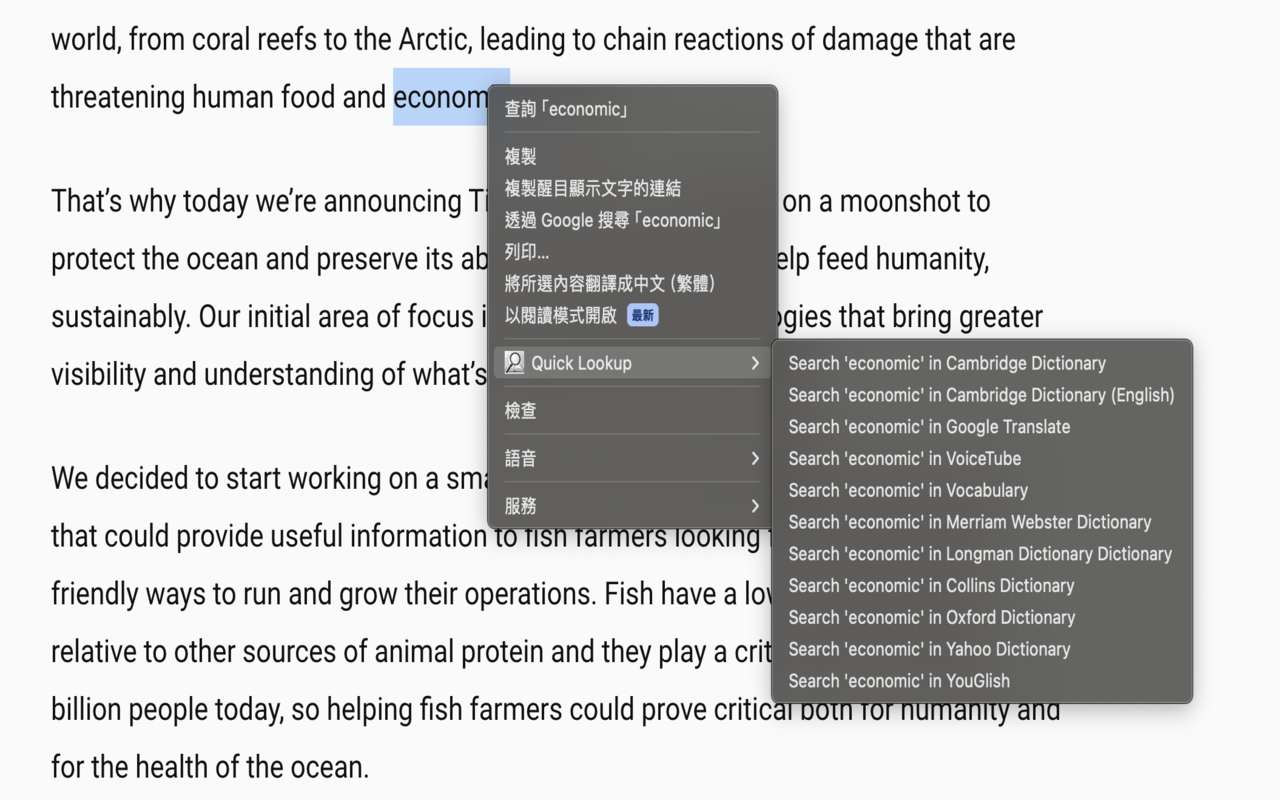 world, from coral reefs to the Arctic, leading to chain reactions of damage that are
threatening human food and econom
That’s why today we’re announcing Ti
on a moonshot to
protect the ocean and preserve its ab
elp feed humanity,
sustainably. Our initial area of focus i
ogies that bring greater
visibility and understanding of what’s
We decided to start working on a sma
that could provide useful information to fish farmers looking
friendly ways to run and grow their operations. Fish have a lo
relative to other sources of animal protein and they play a crit
billion people today, so helping fish farmers could prove critical both for humanity and
for the health of the ocean.
查詢「economic」
複製
複製醒目顯示文字的連結
透過 Google 搜尋「economic」
列印...
將所選內容翻譯成中文 (繁體)
以閱讀模式開啟 最新
Quick Lookup
檢查
語音
服務
Search 'economic' in Cambridge Dictionary
Search 'economic' in Cambridge Dictionary (English)
Search 'economic' in Google Translate
Search 'economic' in VoiceTube
Search 'economic' in Vocabulary
Search 'economic' in Merriam Webster Dictionary
Search 'economic' in Longman Dictionary Dictionary
Search 'economic' in Collins Dictionary
Search 'economic' in Oxford Dictionary
Search 'economic' in Yahoo Dictionary
Search 'economic' in YouGlish